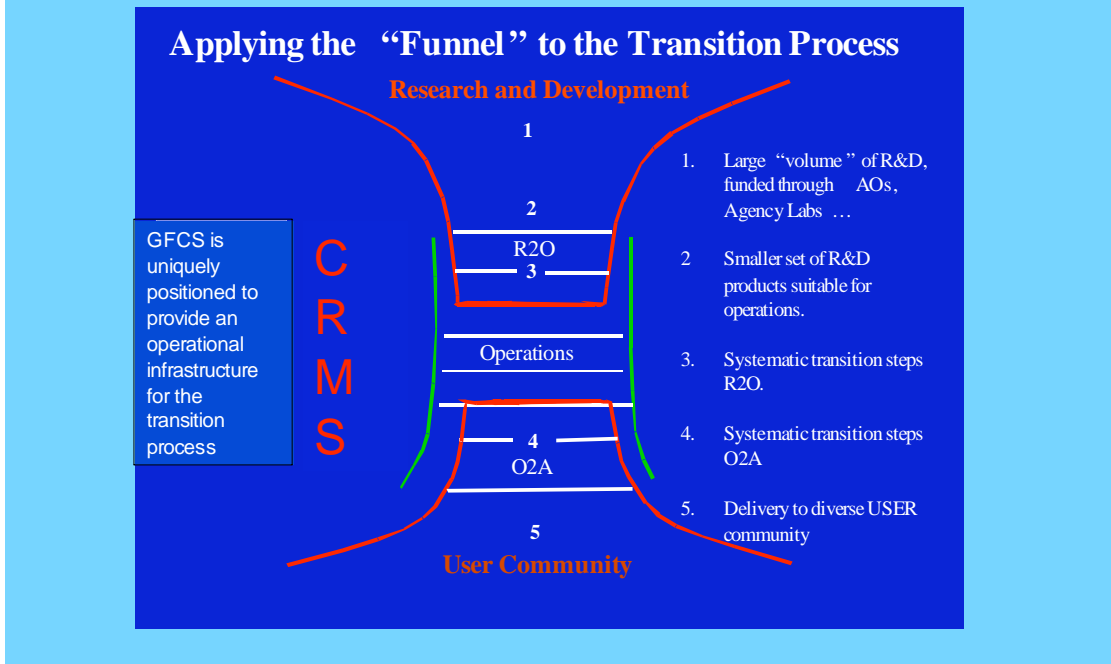 Applying the “Funnel” to the Transition Process
Research and Development
1
2
R2O
3
Operations
4
O2A
5
User Community
GFCS is
uniquely
positioned to
provide an
operational
infrastructure
for the
transition
process
C
R
M
S
1. Large “volume” of R&D,
funded through AOs,
Agency Labs …
2 Smaller set of R&D
products suitable for
operations.
3. Systematic transition steps
R2O.
4. Systematic transition steps
O2A
5. Delivery to diverse USER
community